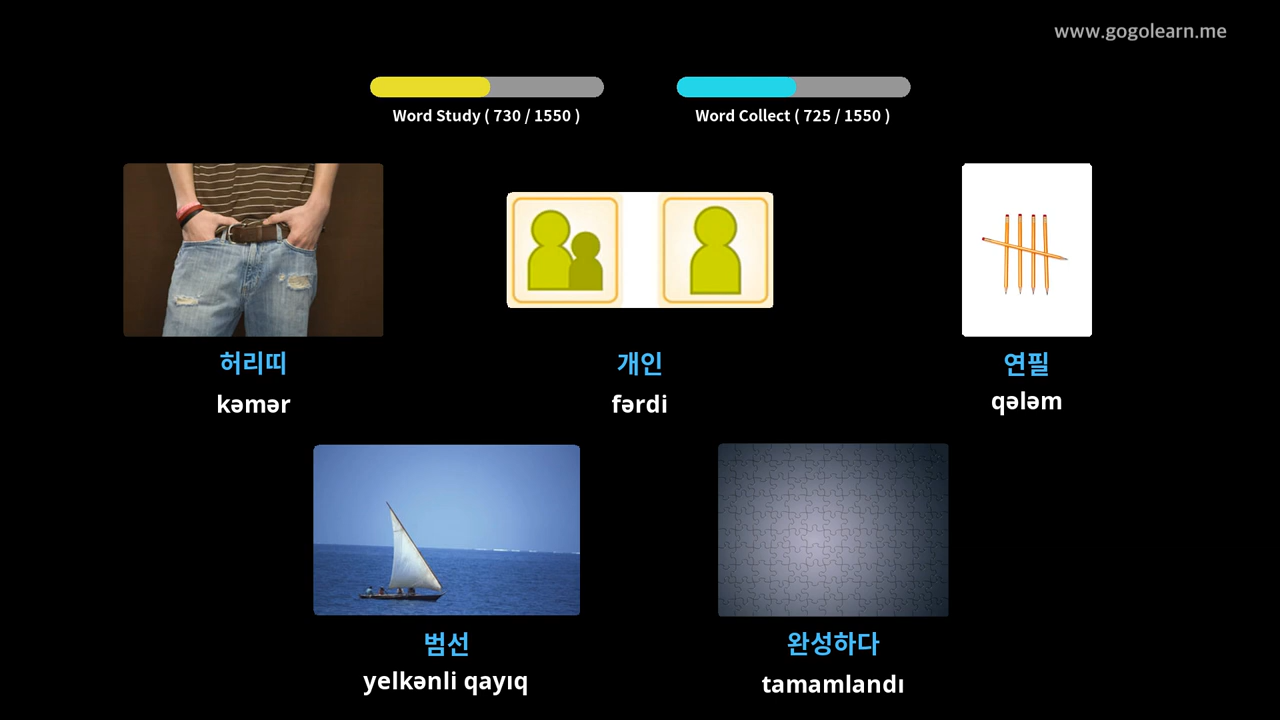 www.gogolearn.me
Word Study ( 730 / 1550 )
Word Collect ( 725 / 1550 )
허리띠
kəmər
개인
fərdi
연필
qələm
범선
yelkənli qayıq
완성하다
tamamlandı